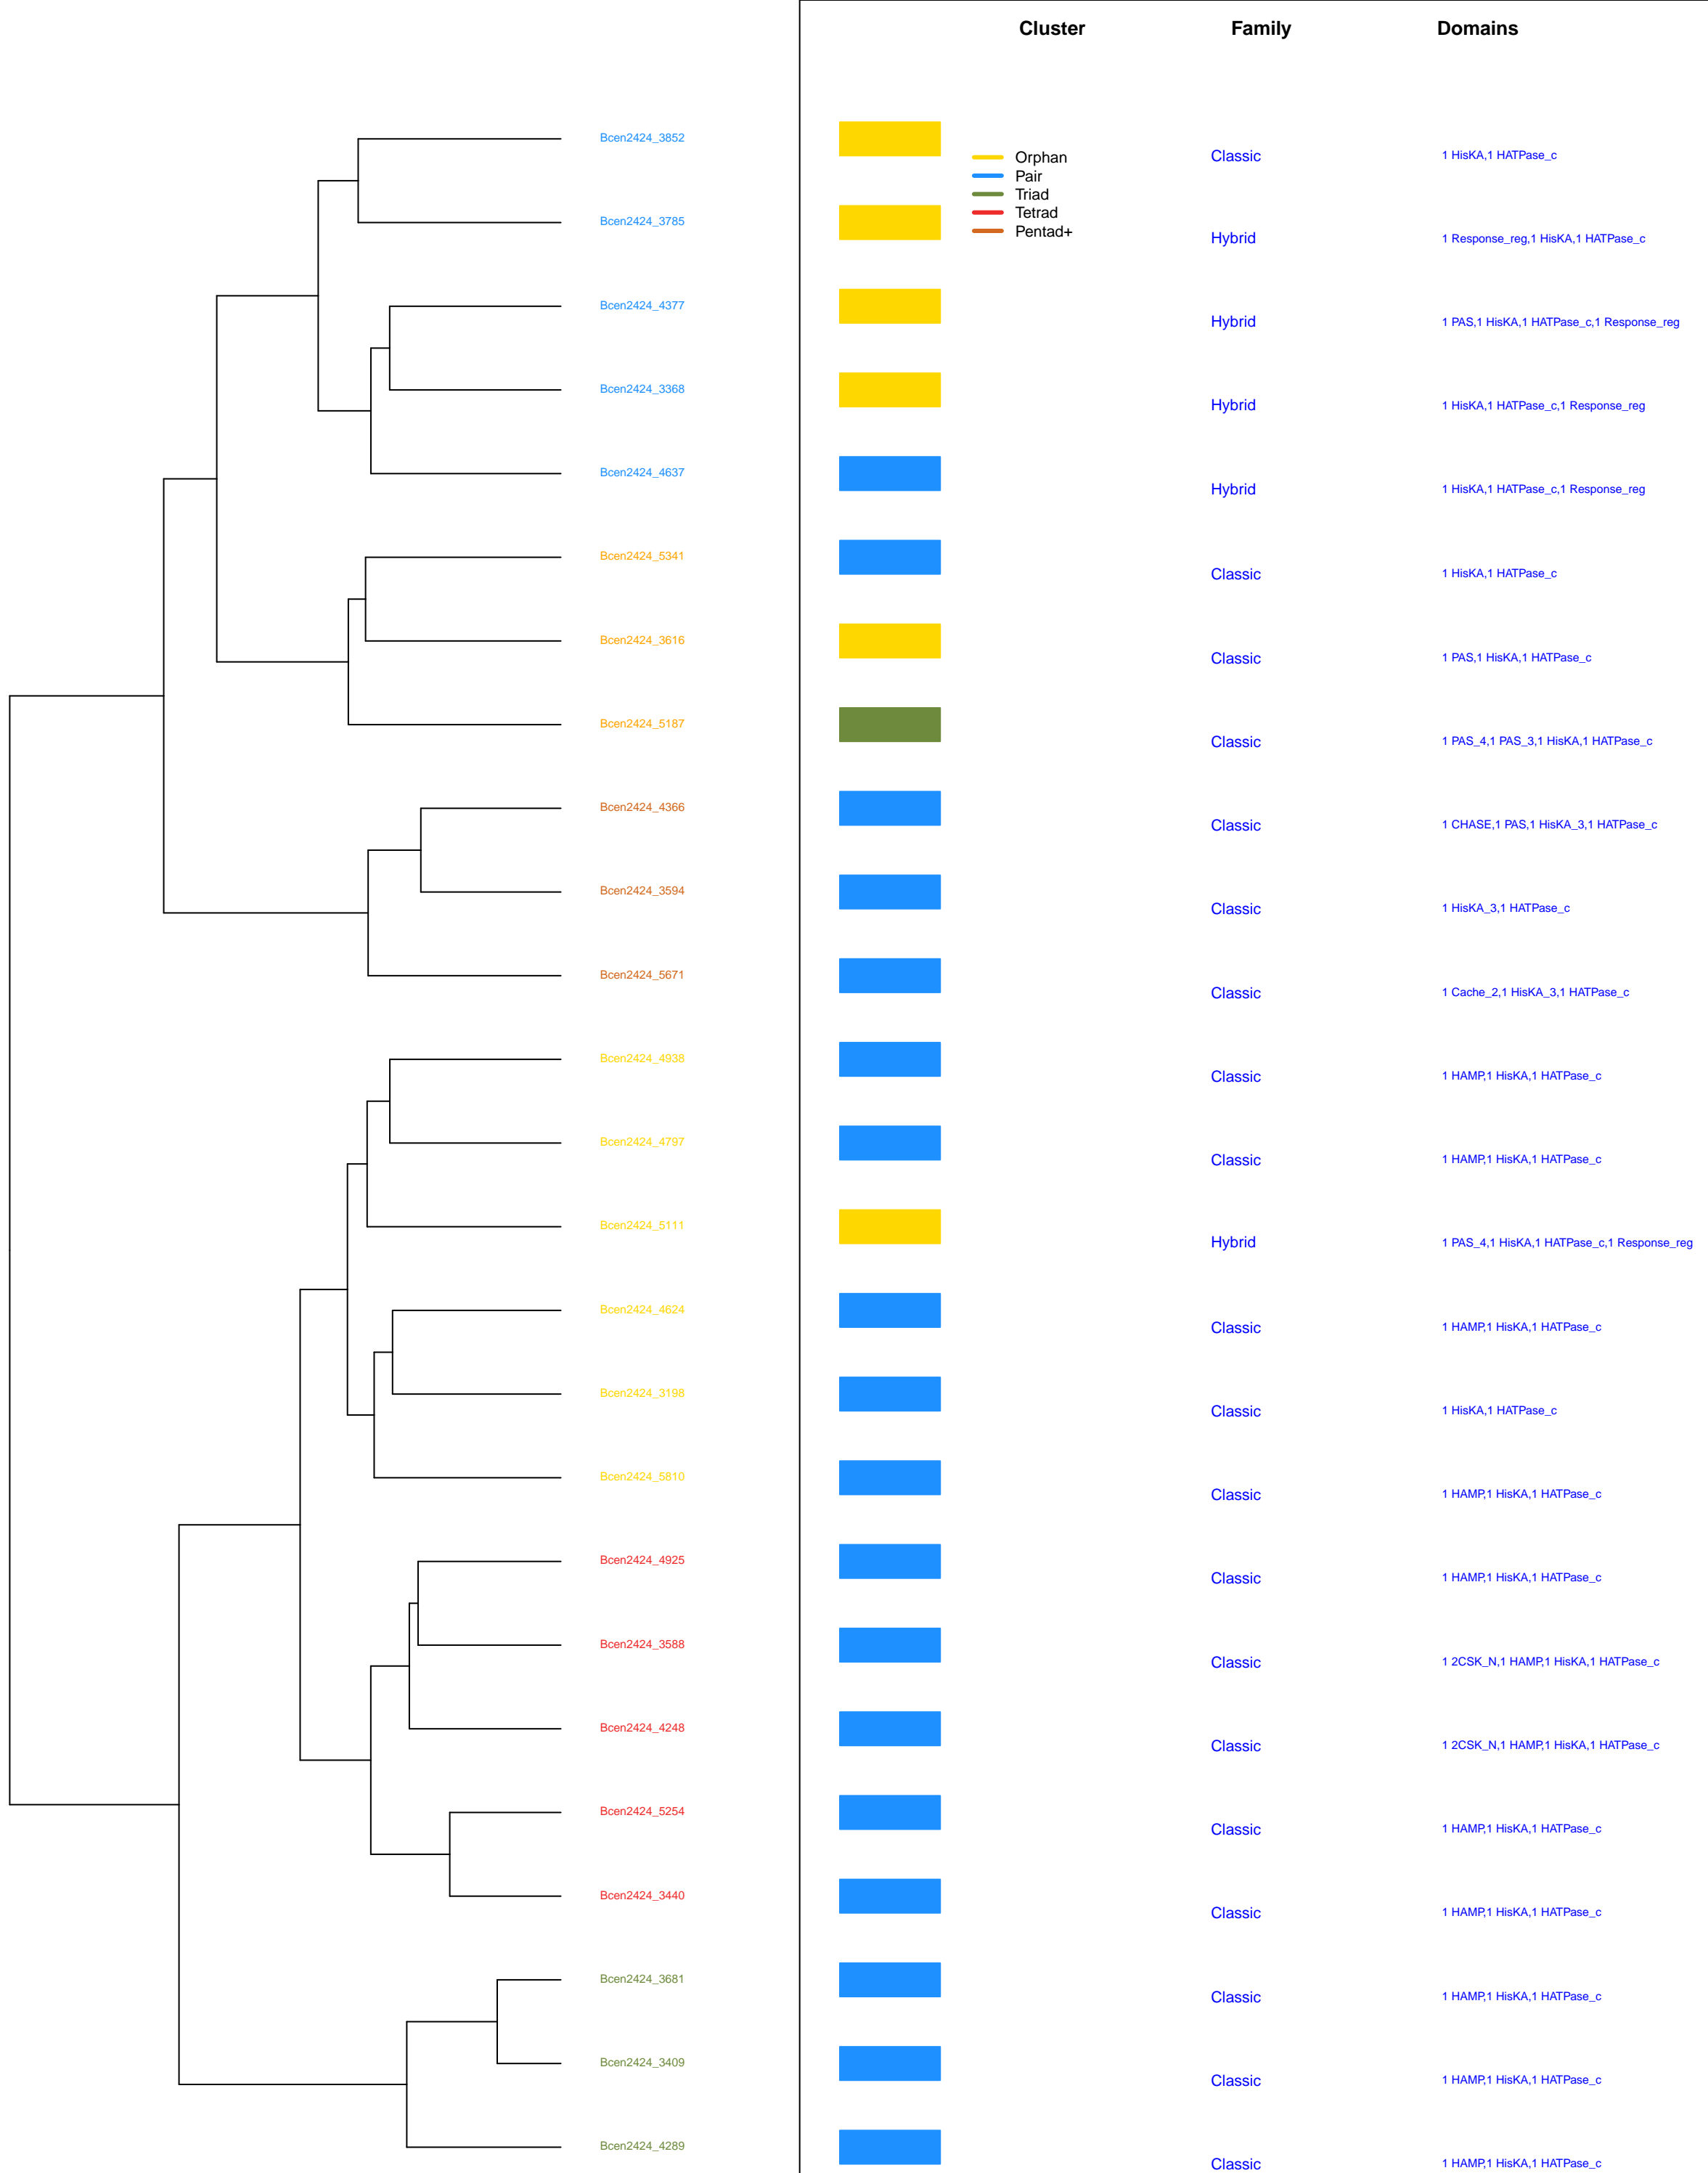 Cluster Family Domains
Bcen2424_3852
Orphan
Classic 1 HisKA,1 HATPase_c
Pair
Triad
Tetrad
Bcen2424_3785
Pentad+
Hybrid 1 Response_reg,1 HisKA,1 HATPase_c
Bcen2424_4377
Hybrid 1 PAS,1 HisKA,1 HATPase_c,1 Response_reg
Bcen2424_3368
Hybrid 1 HisKA,1 HATPase_c,1 Response_reg
Bcen2424_4637
Hybrid 1 HisKA,1 HATPase_c,1 Response_reg
Bcen2424_5341
Classic 1 HisKA,1 HATPase_c
Bcen2424_3616
Classic 1 PAS,1 HisKA,1 HATPase_c
Bcen2424_5187
Classic 1 PAS_4,1 PAS_3,1 HisKA,1 HATPase_c
Bcen2424_4366
Classic 1 CHASE,1 PAS,1 HisKA_3,1 HATPase_c
Bcen2424_3594
Classic 1 HisKA_3,1 HATPase_c
Bcen2424_5671
Classic 1 Cache_2,1 HisKA_3,1 HATPase_c
Bcen2424_4938
Classic 1 HAMP,1 HisKA,1 HATPase_c
Bcen2424_4797
Classic 1 HAMP,1 HisKA,1 HATPase_c
Bcen2424_5111
Hybrid 1 PAS_4,1 HisKA,1 HATPase_c,1 Response_reg
Bcen2424_4624
Classic 1 HAMP,1 HisKA,1 HATPase_c
Bcen2424_3198
Classic 1 HisKA,1 HATPase_c
Bcen2424_5810
Classic 1 HAMP,1 HisKA,1 HATPase_c
Bcen2424_4925
Classic 1 HAMP,1 HisKA,1 HATPase_c
Bcen2424_3588
Classic 1 2CSK_N,1 HAMP,1 HisKA,1 HATPase_c
Bcen2424_4248
Classic 1 2CSK_N,1 HAMP,1 HisKA,1 HATPase_c
Bcen2424_5254
Classic 1 HAMP,1 HisKA,1 HATPase_c
Bcen2424_3440
Classic 1 HAMP,1 HisKA,1 HATPase_c
Bcen2424_3681
Classic 1 HAMP,1 HisKA,1 HATPase_c
Bcen2424_3409
Classic 1 HAMP,1 HisKA,1 HATPase_c
Bcen2424_4289
Classic 1 HAMP,1 HisKA,1 HATPase_c